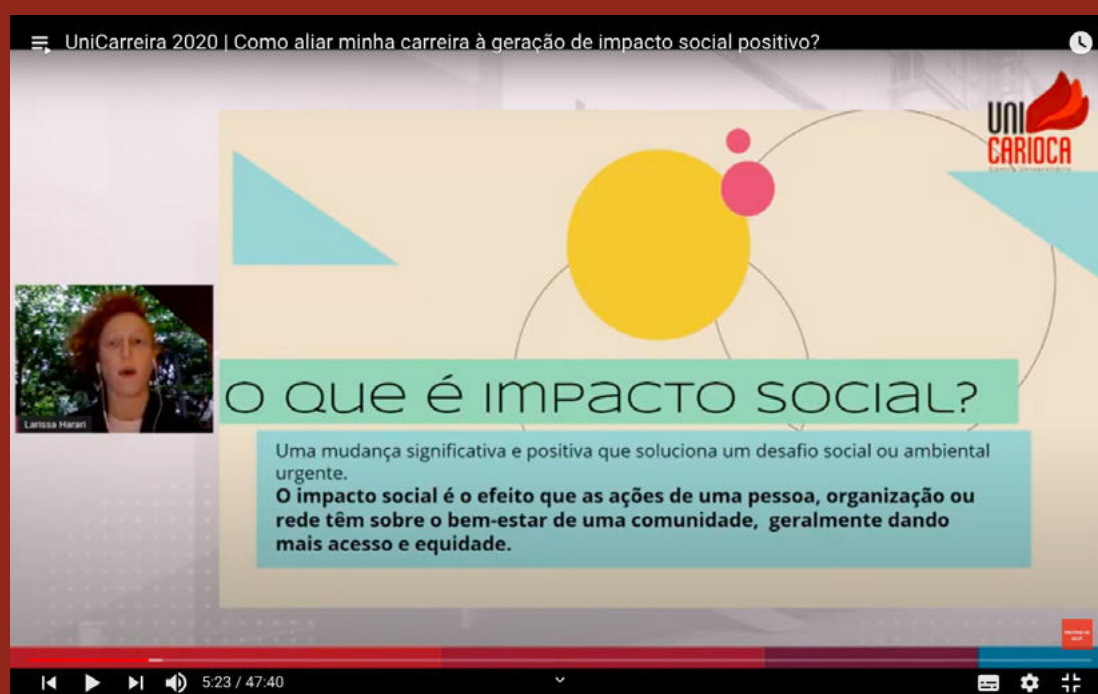 UniCarreira 2020 | Como aliar minha carreira à geração de impacto social positivo?
UNI
CARIOCA
Centro Universitário
Larissa Harari
O QUE É IMPACTO SOCIAL?
Uma mudança significativa e positiva que soluciona um desafio social ou ambiental
urgente.
O impacto social é o efeito que as ações de uma pessoa, organização ou
rede têm sobre o bem-estar de uma comunidade, geralmente dando
mais acesso e equidade.
5:23 / 47:40